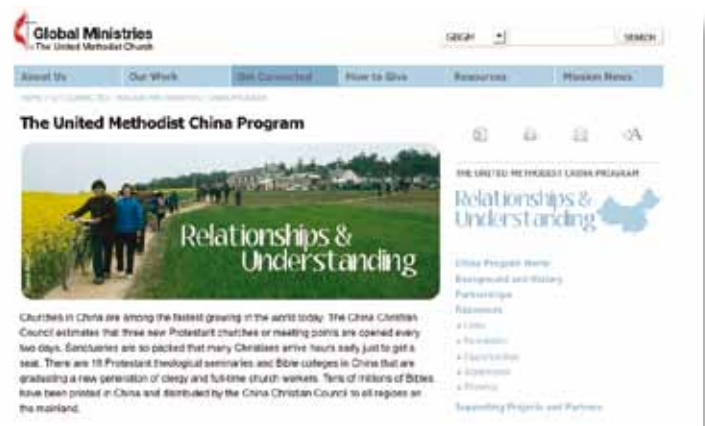 Global Ministries
The United Methodist Church
GBGM
SEARCH
About Us
Our Work
Get Connected
How to Give
Resources
Mission News
The United Methodist China Program
Relationships &
Understanding
Churches in China are among the fastest growing in the world today. The China Christian
Council estimates that three new Protestant churches or meeting points are opened every
two days. Sanctuaries are so packed that many Christians arrive hours early just to get a
seat. There are 18 Protestant theological seminaries and Bible colleges in China that are
graduating a new generation of clergy and full-time church workers. Tens of millions of Bibles
have been printed in China and distributed by the China Christian Council to all regions on
the mainland.
A
THE UNITED METHODIST CHINA PROGRAM
Relationships &
Understanding
China Program Home
Background and History
Partnerships
Resources
Supporting Projects and Partners